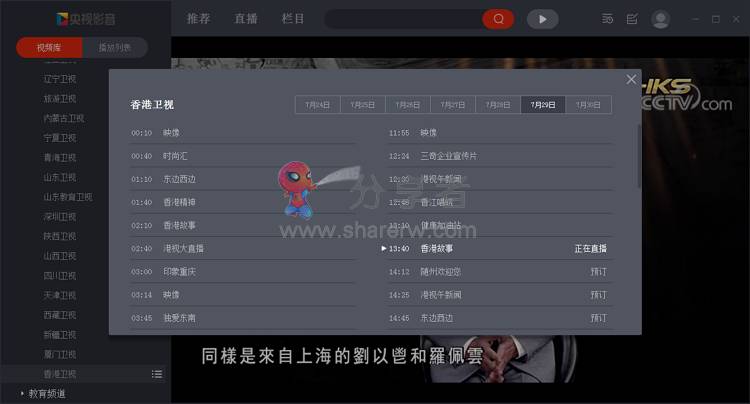 央视影音
推荐 直播 栏目
视频库 播放列表
辽宁卫视
旅游卫视
内蒙古卫视
宁夏卫视
青海卫视
山东卫视
山东教育卫视
深圳卫视
陕西卫视
山西卫视
四川卫视
天津卫视
西藏卫视
新疆卫视
厦门卫视
香港卫视
教育频道
HKS
CCTV.com
香港卫视
7月24日 7月25日 7月26日 7月27日 7月28日 7月29日 7月30日
00:10 映像
00:40 时尚汇
01:10 东边西边
01:40 香港精神
02:10 香港故事
02:40 港视大直播
03:00 印象重庆
03:14 映像
03:45 独爱东南
11:55 映像
12:24 三奇企业宣传片
12:30 港视午新闻
12:48 香江唱晓
13:10 健康加油站
13:40 香港故事 正在直播
14:12 随州欢迎您 预订
14:25 港视午新闻 预订
14:45 东边西边 预订
分享者
www.sharerw.com
同樣是來自上海的劉以鬯和羅佩雲